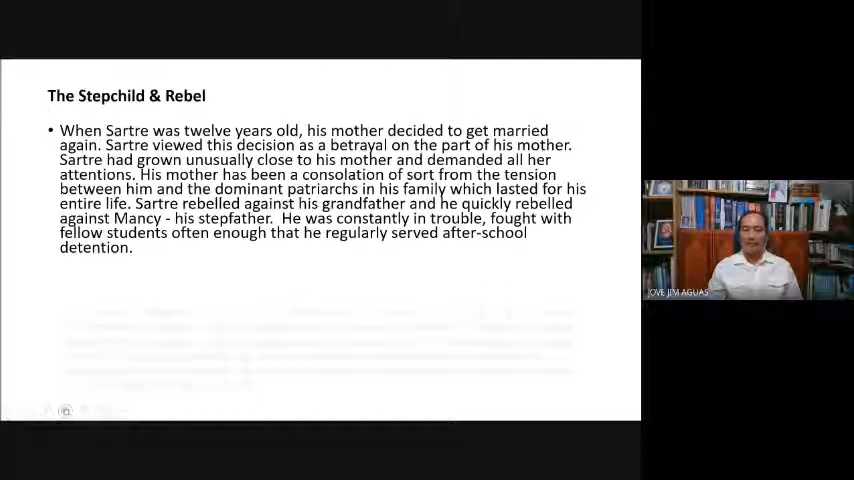 The Stepchild & Rebel
• When Sartre was twelve years old, his mother decided to get married
again. Sartre viewed this decision as a betrayal on the part of his mother.
Sartre had grown unusually close to his mother and demanded all her
attentions. His mother has been a consolation of sort from the tension
between him and the dominant patriarchs in his family which lasted for his
entire life. Sartre rebelled against his grandfather and he quickly rebelled
against Mancy - his stepfather.  He was constantly in trouble, fought with
fellow students often enough that he regularly served after-school
detention.
OVE JIM AGUAS